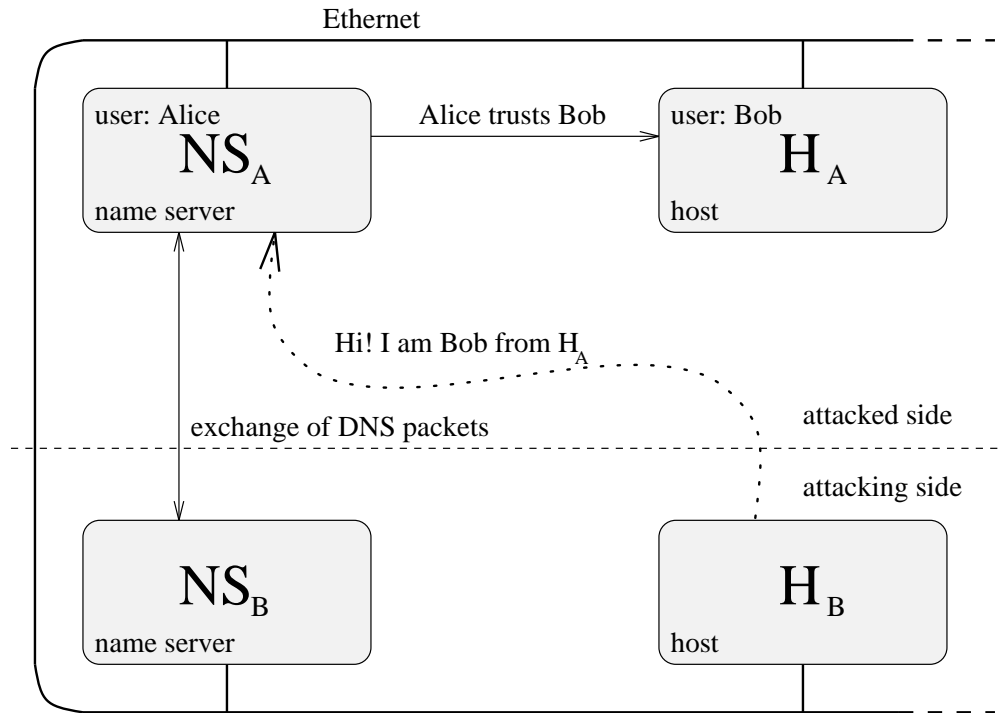 Ethernet
user: Alice
NS_A
name server
Alice trusts Bob
user: Bob
H_A
host
Hi! I am Bob from H_A
exchange of DNS packets
attacked side
attacking side
NS_B
name server
H_B
host